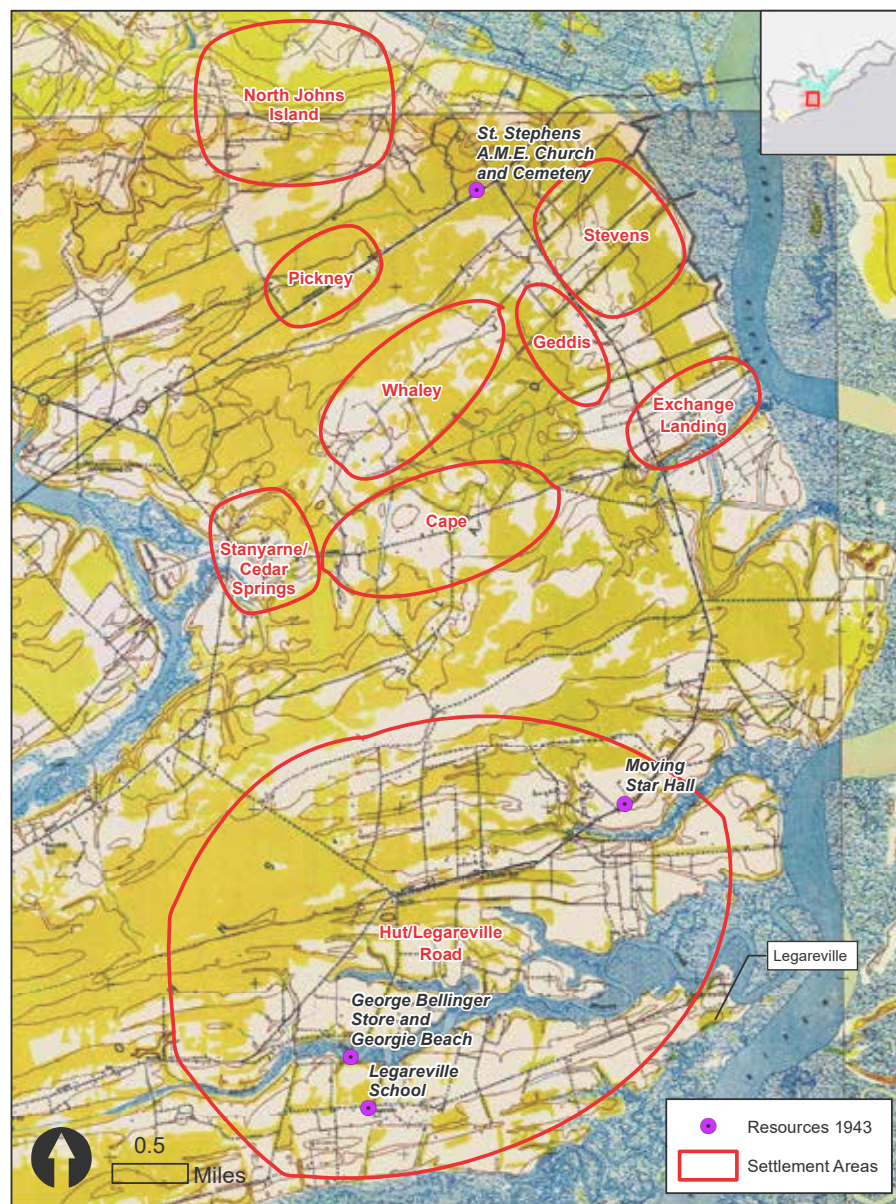 North Johns
Island
St. Stephens
A.M.E. Church
and Cemetery
Stevens
Pickney
Geddis
Whaley
Exchange
Landing
Cape
Stanyarne/
Cedar
Springs
Moving
Star Hall
Hut/Legareville
Road
Legareville
George Bellinger
Store and
Georgie Beach
Legareville
School
0.5
Miles
Resources 1943
Settlement Areas